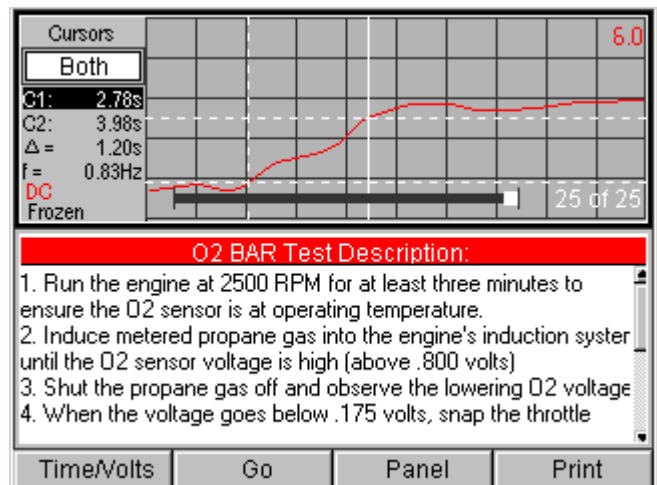 Cursors
Both
C1: 2.78s
C2: 3.98s
Δ = 1.20s
f = 0.83Hz
DC
Frozen
6.0
25 of 25
O2 BAR Test Description:
1. Run the engine at 2500 RPM for at least three minutes to
ensure the O2 sensor is at operating temperature.
2. Induce metered propane gas into the engine's induction syster
until the O2 sensor voltage is high (above .800 volts)
3. Shut the propane gas off and observe the lowering O2 voltage
4. When the voltage goes below .175 volts, snap the throttle
Time/Volts
Go
Panel
Print